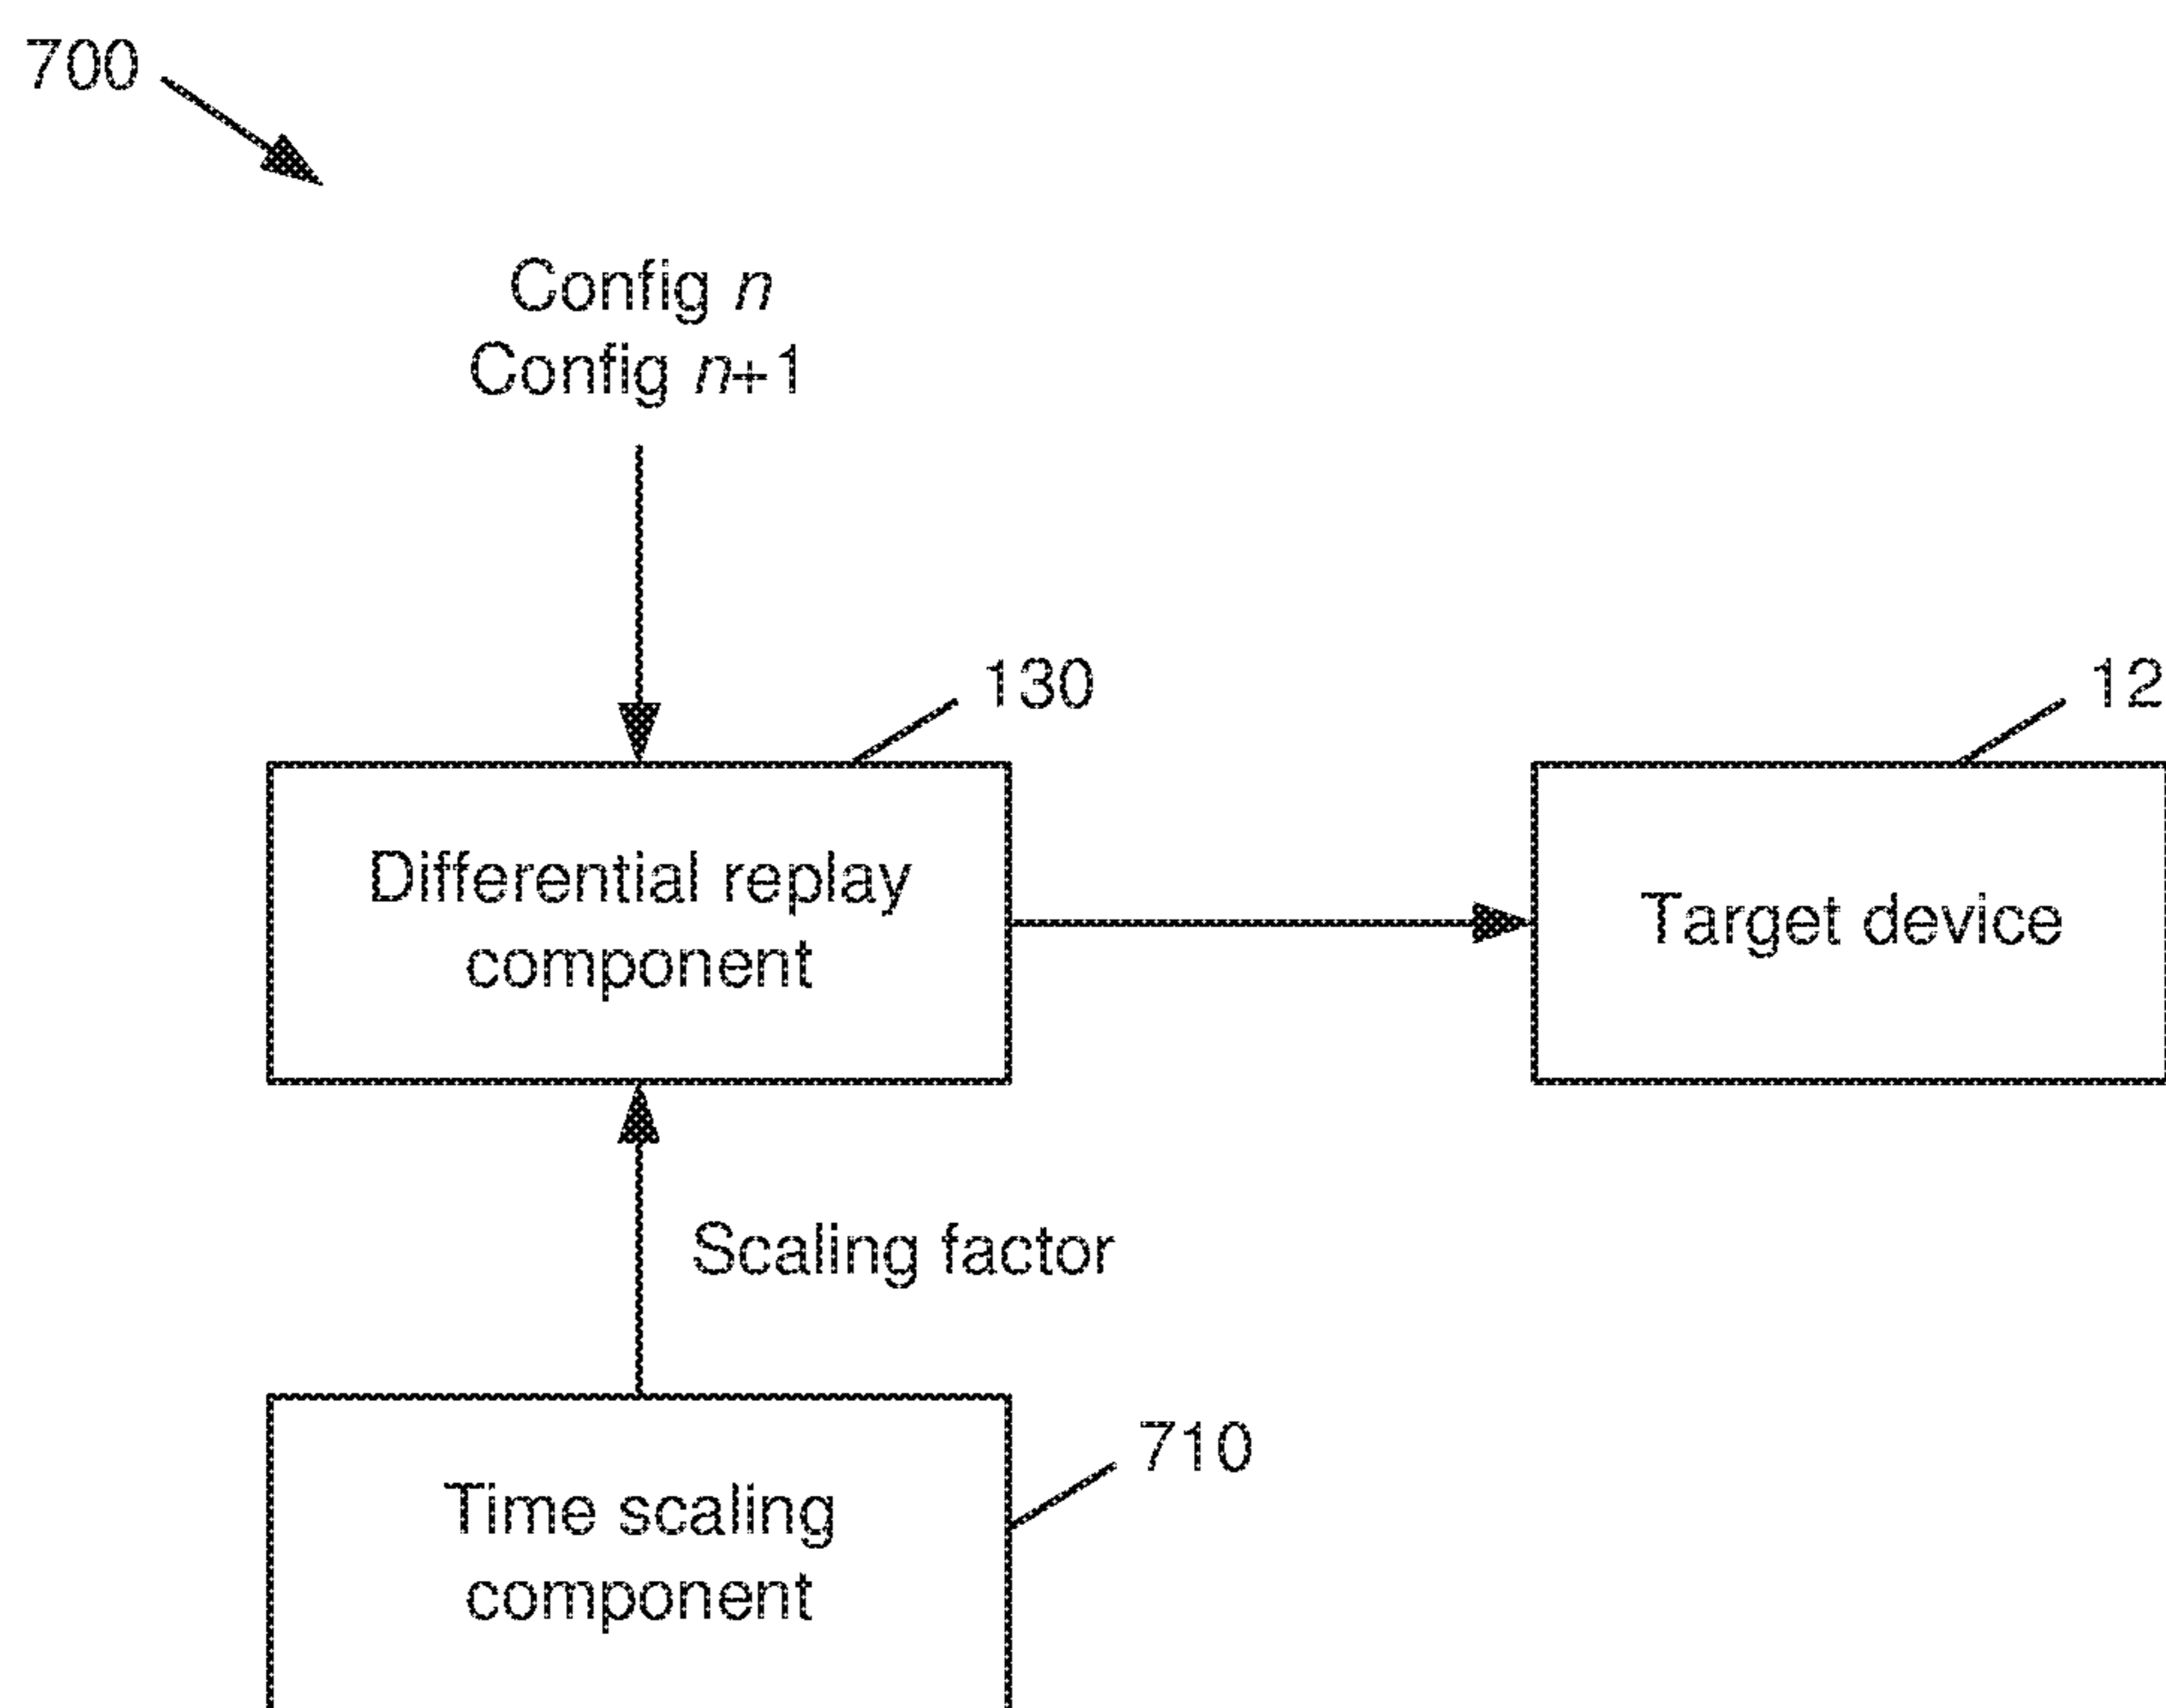 700
Config n
Config n+1
130
12
Differential replay
component
Target device
Scaling factor
710
Time scaling
component